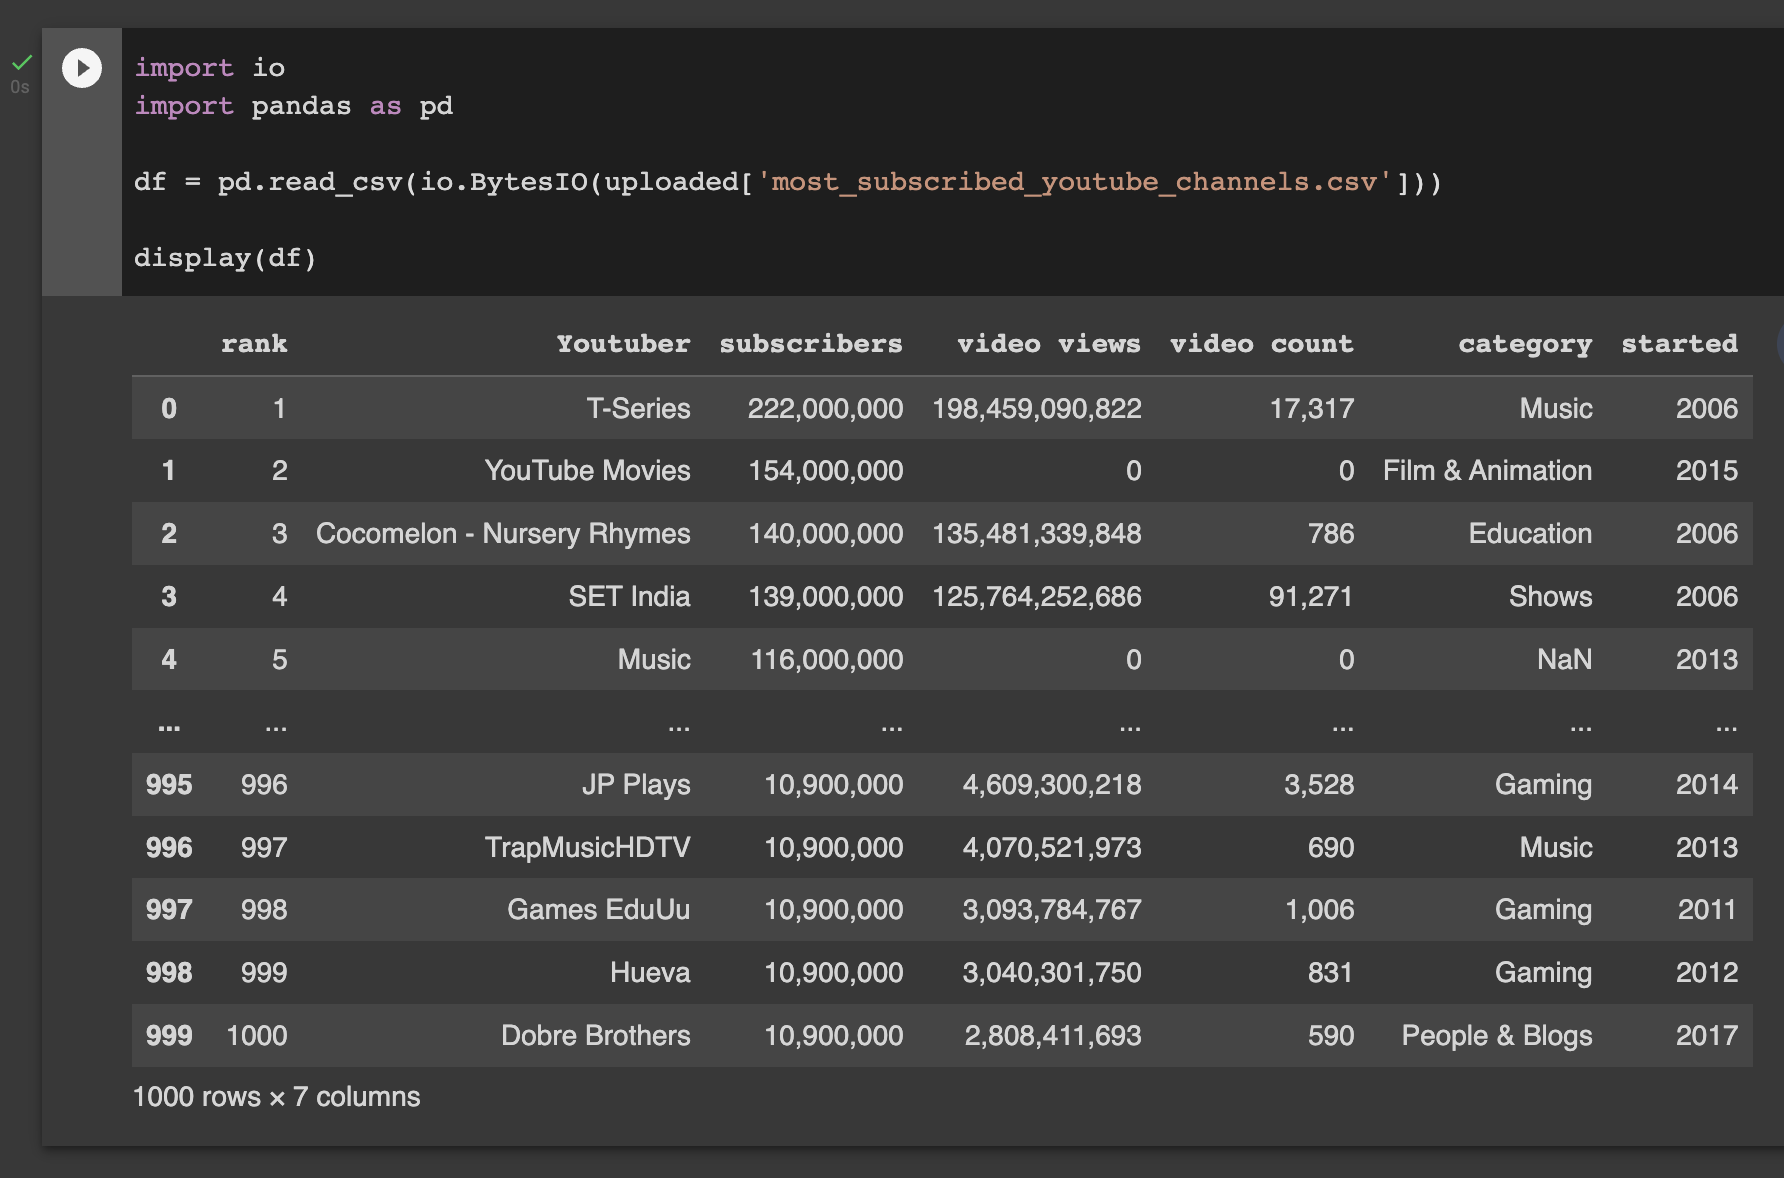 import io
import pandas as pd
df = pd.read_csv(io.BytesIO(uploaded['most_subscribed_youtube_channels.csv']))
display(df)
0s
rank Youtuber subscribers video views video count category started
0 1 T-Series 222,000,000 198,459,090,822 17,317 Music 2006
1 2 YouTube Movies 154,000,000 0 0 Film & Animation 2015
2 3 Cocomelon - Nursery Rhymes 140,000,000 135,481,339,848 786 Education 2006
3 4 SET India 139,000,000 125,764,252,686 91,271 Shows 2006
4 5 Music 116,000,000 0 0 NaN 2013
... ... ... ... ... ... ... ...
995 996 JP Plays 10,900,000 4,609,300,218 3,528 Gaming 2014
996 997 TrapMusicHDTV 10,900,000 4,070,521,973 690 Music 2013
997 998 Games EduUu 10,900,000 3,093,784,767 1,006 Gaming 2011
998 999 Hueva 10,900,000 3,040,301,750 831 Gaming 2012
999 1000 Dobre Brothers 10,900,000 2,808,411,693 590 People & Blogs 2017
1000 rows × 7 columns